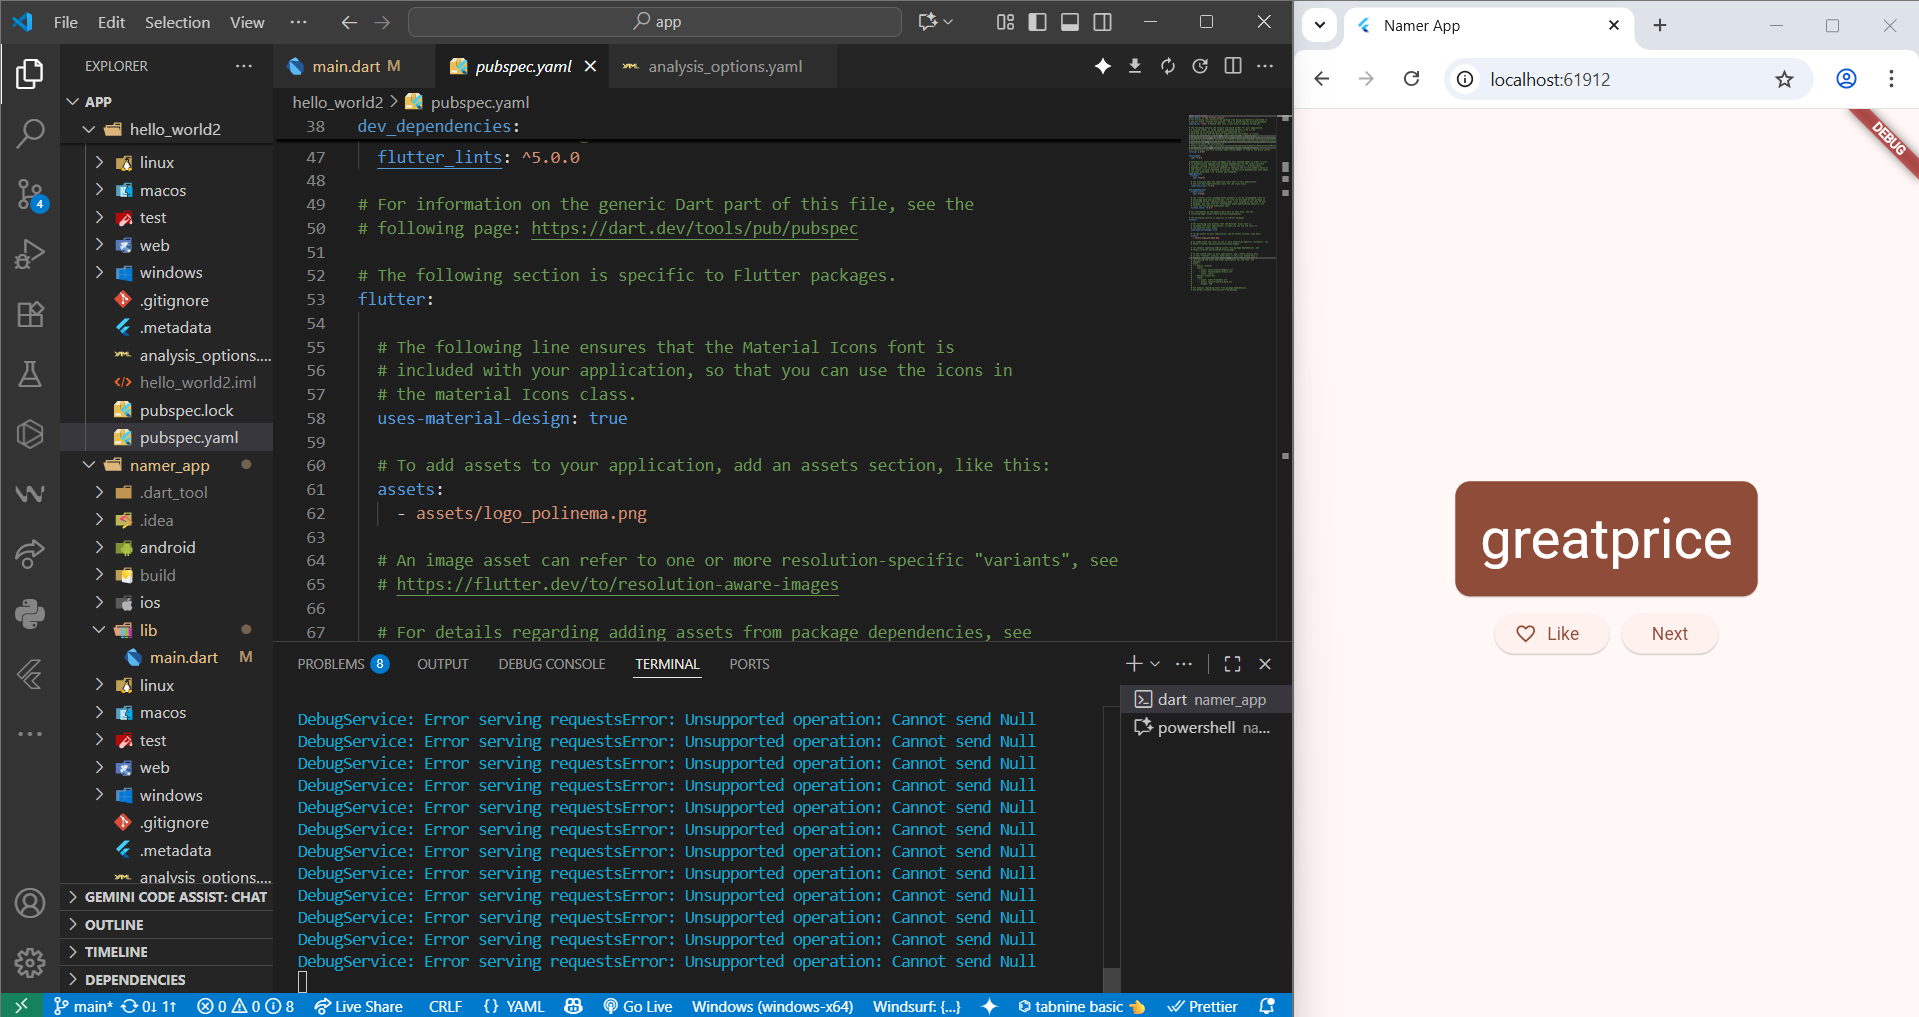 File Edit Selection View ··· app
EXPLORER ···
APP
hello_world2
linux
macos
test
web
windows
.gitignore
.metadata
analysis_options....
hello_world2.iml
pubspec.lock
pubspec.yaml
namer_app
.dart_tool
.idea
android
build
ios
lib
main.dart M
linux
macos
test
web
windows
.gitignore
.metadata
analysis_options....
GEMINI CODE ASSIST: CHAT
OUTLINE
TIMELINE
DEPENDENCIES
4
main.dart M pubspec.yaml analysis_options.yaml
hello_world2 > pubspec.yaml
38 dev_dependencies:
47 flutter_lints: ^5.0.0
48
49 # For information on the generic Dart part of this file, see the
50 # following page: https://dart.dev/tools/pub/pubspec
51
52 # The following section is specific to Flutter packages.
53 flutter:
54
55 # The following line ensures that the Material Icons font is
56 # included with your application, so that you can use the icons in
57 # the material Icons class.
58 uses-material-design: true
59
60 # To add assets to your application, add an assets section, like this:
61 assets:
62 - assets/logo_polinema.png
63
64 # An image asset can refer to one or more resolution-specific "variants", see
65 # https://flutter.dev/to/resolution-aware-images
66
67 # For details regarding adding assets from package dependencies, see
PROBLEMS 8 OUTPUT DEBUG CONSOLE TERMINAL PORTS
DebugService: Error serving requestsError: Unsupported operation: Cannot send Null
DebugService: Error serving requestsError: Unsupported operation: Cannot send Null
DebugService: Error serving requestsError: Unsupported operation: Cannot send Null
DebugService: Error serving requestsError: Unsupported operation: Cannot send Null
DebugService: Error serving requestsError: Unsupported operation: Cannot send Null
DebugService: Error serving requestsError: Unsupported operation: Cannot send Null
DebugService: Error serving requestsError: Unsupported operation: Cannot send Null
DebugService: Error serving requestsError: Unsupported operation: Cannot send Null
DebugService: Error serving requestsError: Unsupported operation: Cannot send Null
DebugService: Error serving requestsError: Unsupported operation: Cannot send Null
DebugService: Error serving requestsError: Unsupported operation: Cannot send Null
DebugService: Error serving requestsError: Unsupported operation: Cannot send Null
dart namer_app
powershell na...
main* 0↓ 1↑ 0 0 8 Live Share CRLF {} YAML Go Live Windows (windows-x64) Windsurf: {...} tabnine basic Prettier
Namer App
localhost:61912
DEBUG
greatprice
Like Next